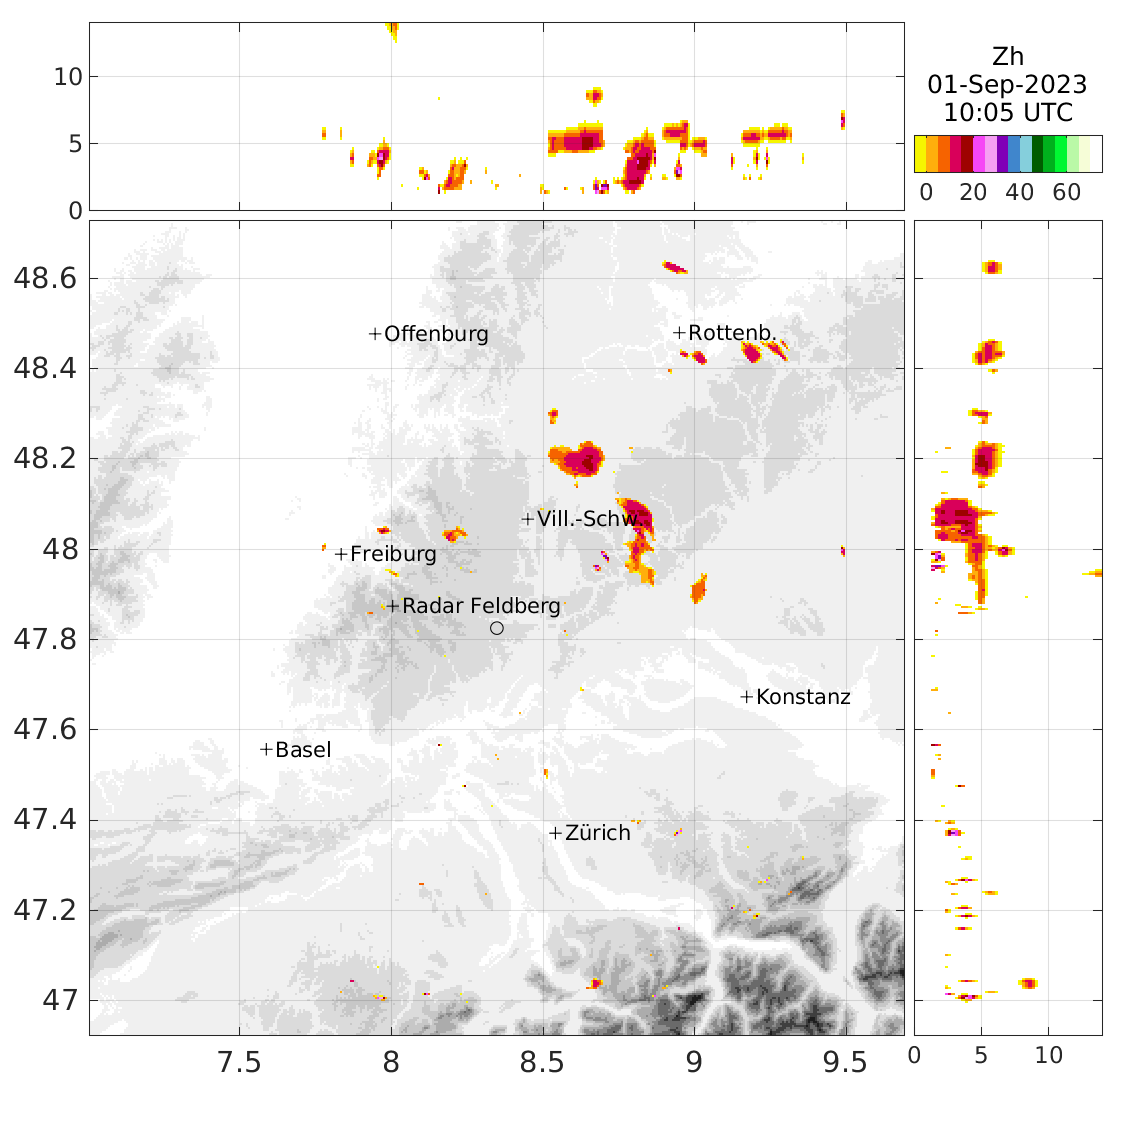 10
5
0
Zh
01-Sep-2023
10:05 UTC
0 20 40 60
48.6
48.4
48.2
48
47.8
47.6
47.4
47.2
47
+Offenburg
+Rottenb.
+Vill.-Schw.
+Freiburg
+Radar Feldberg
+Konstanz
+Basel
+Zürich
7.5 8 8.5 9 9.5
0 5 10